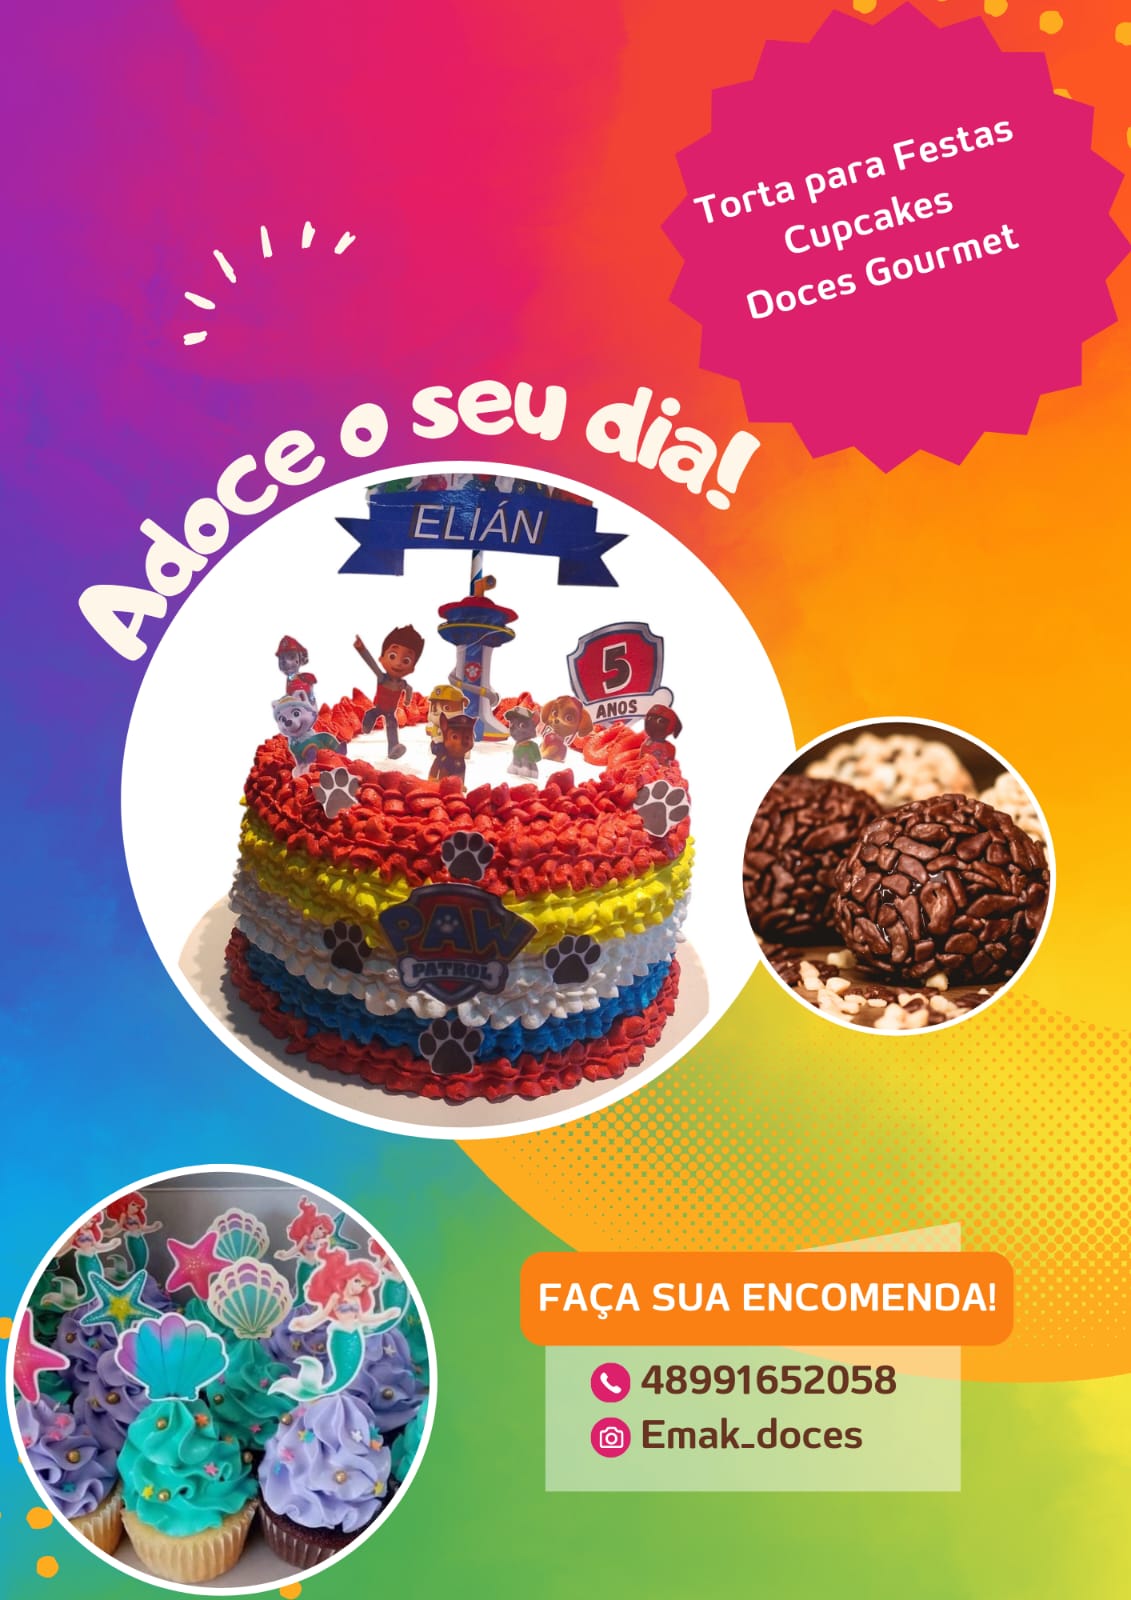 Torta para Festas
Cupcakes
Doces Gourmet
Adoce o seu dia!
ELIÁN
5
ANOS
PAW
PATROL
FAÇA SUA ENCOMENDA!
48991652058
Emak_doces